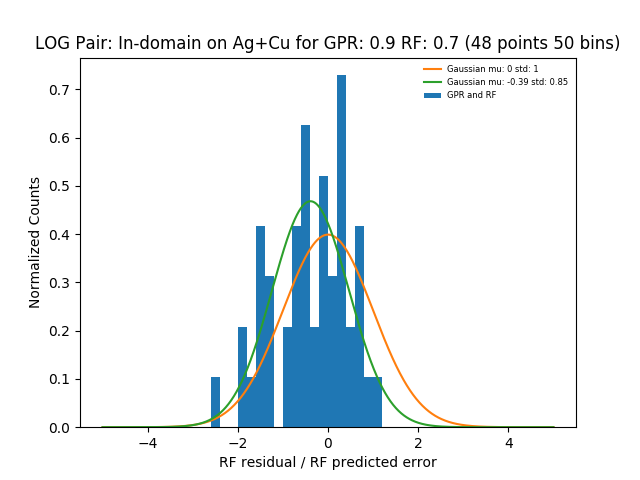 LOG Pair: In-domain on Ag+Cu for GPR: 0.9 RF: 0.7 (48 points 50 bins)
Gaussian mu: 0 std: 1
Gaussian mu: -0.39 std: 0.85
GPR and RF
Normalized Counts
0.7
0.6
0.5
0.4
0.3
0.2
0.1
0.0
−4
−2
0
2
4
RF residual / RF predicted error